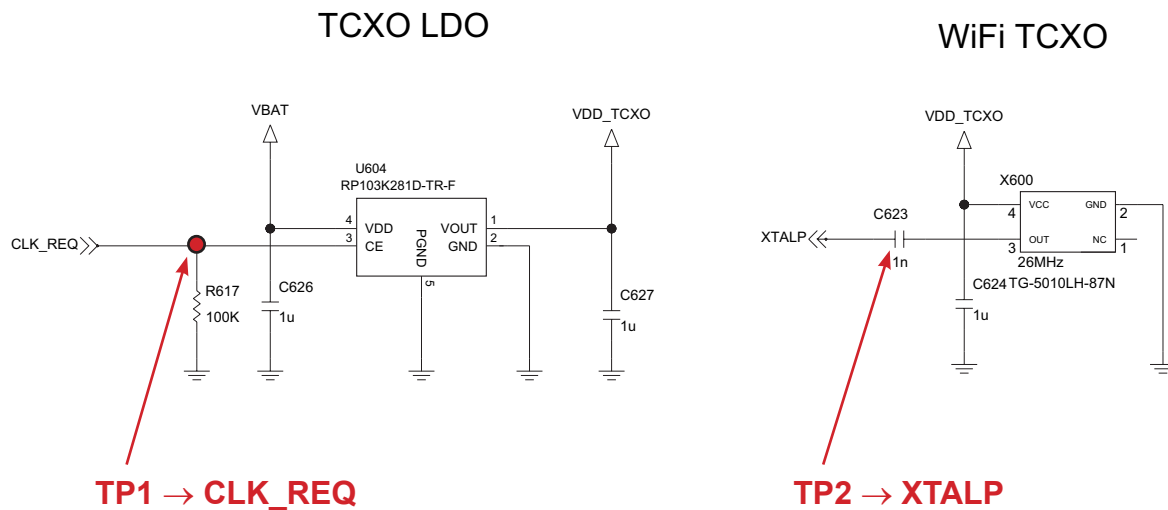 TCXO LDO
WiFi TCXO
VBAT
VDD_TCXO
VDD_TCXO
U604
RP103K281D-TR-F
X600
4
VDD
VOUT
1
CLK_REQ
3
CE
GND
2
PGND
5
R617
100K
C626
1u
C627
1u
C623
1n
XTALP
4
VCC
GND
2
3
OUT
NC
1
26MHz
TG-5010LH-87N
C624
1u
TP1 → CLK_REQ
TP2 → XTALP